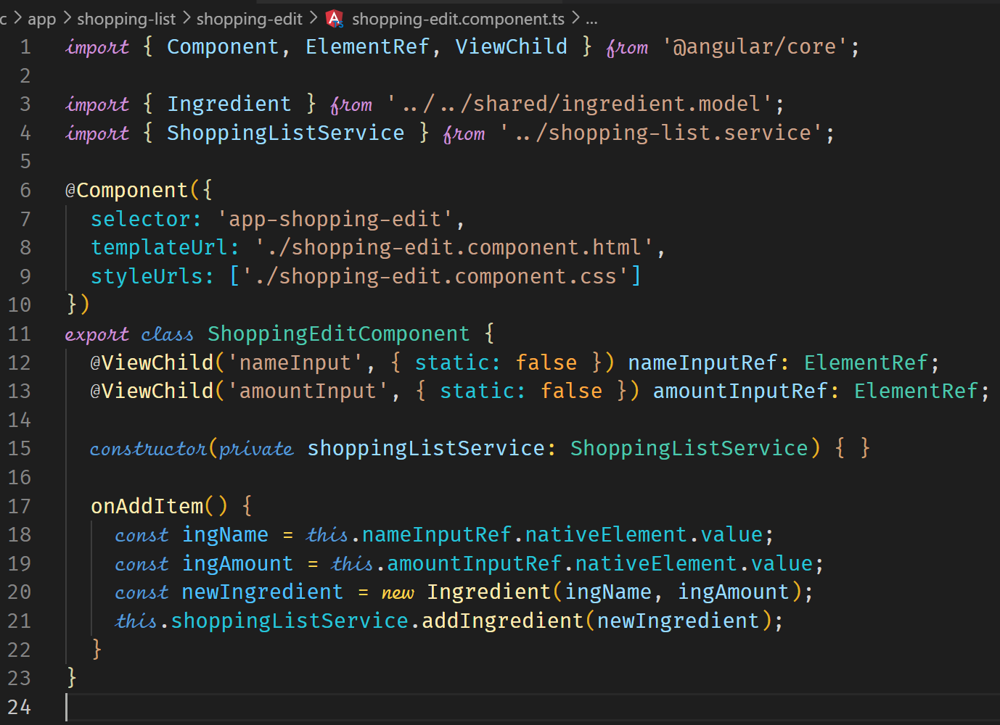 c > app > shopping-list > shopping-edit > shopping-edit.component.ts > ...
1 import { Component, ElementRef, ViewChild } from '@angular/core';
2
3 import { Ingredient } from '../../shared/ingredient.model';
4 import { ShoppingListService } from '../shopping-list.service';
5
6 @Component({
7   selector: 'app-shopping-edit',
8   templateUrl: './shopping-edit.component.html',
9   styleUrls: ['./shopping-edit.component.css']
10 })
11 export class ShoppingEditComponent {
12   @ViewChild('nameInput', { static: false }) nameInputRef: ElementRef;
13   @ViewChild('amountInput', { static: false }) amountInputRef: ElementRef;
14
15   constructor(private shoppingListService: ShoppingListService) { }
16
17   onAddItem() {
18     const ingName = this.nameInputRef.nativeElement.value;
19     const ingAmount = this.amountInputRef.nativeElement.value;
20     const newIngredient = new Ingredient(ingName, ingAmount);
21     this.shoppingListService.addIngredient(newIngredient);
22   }
23 }
24